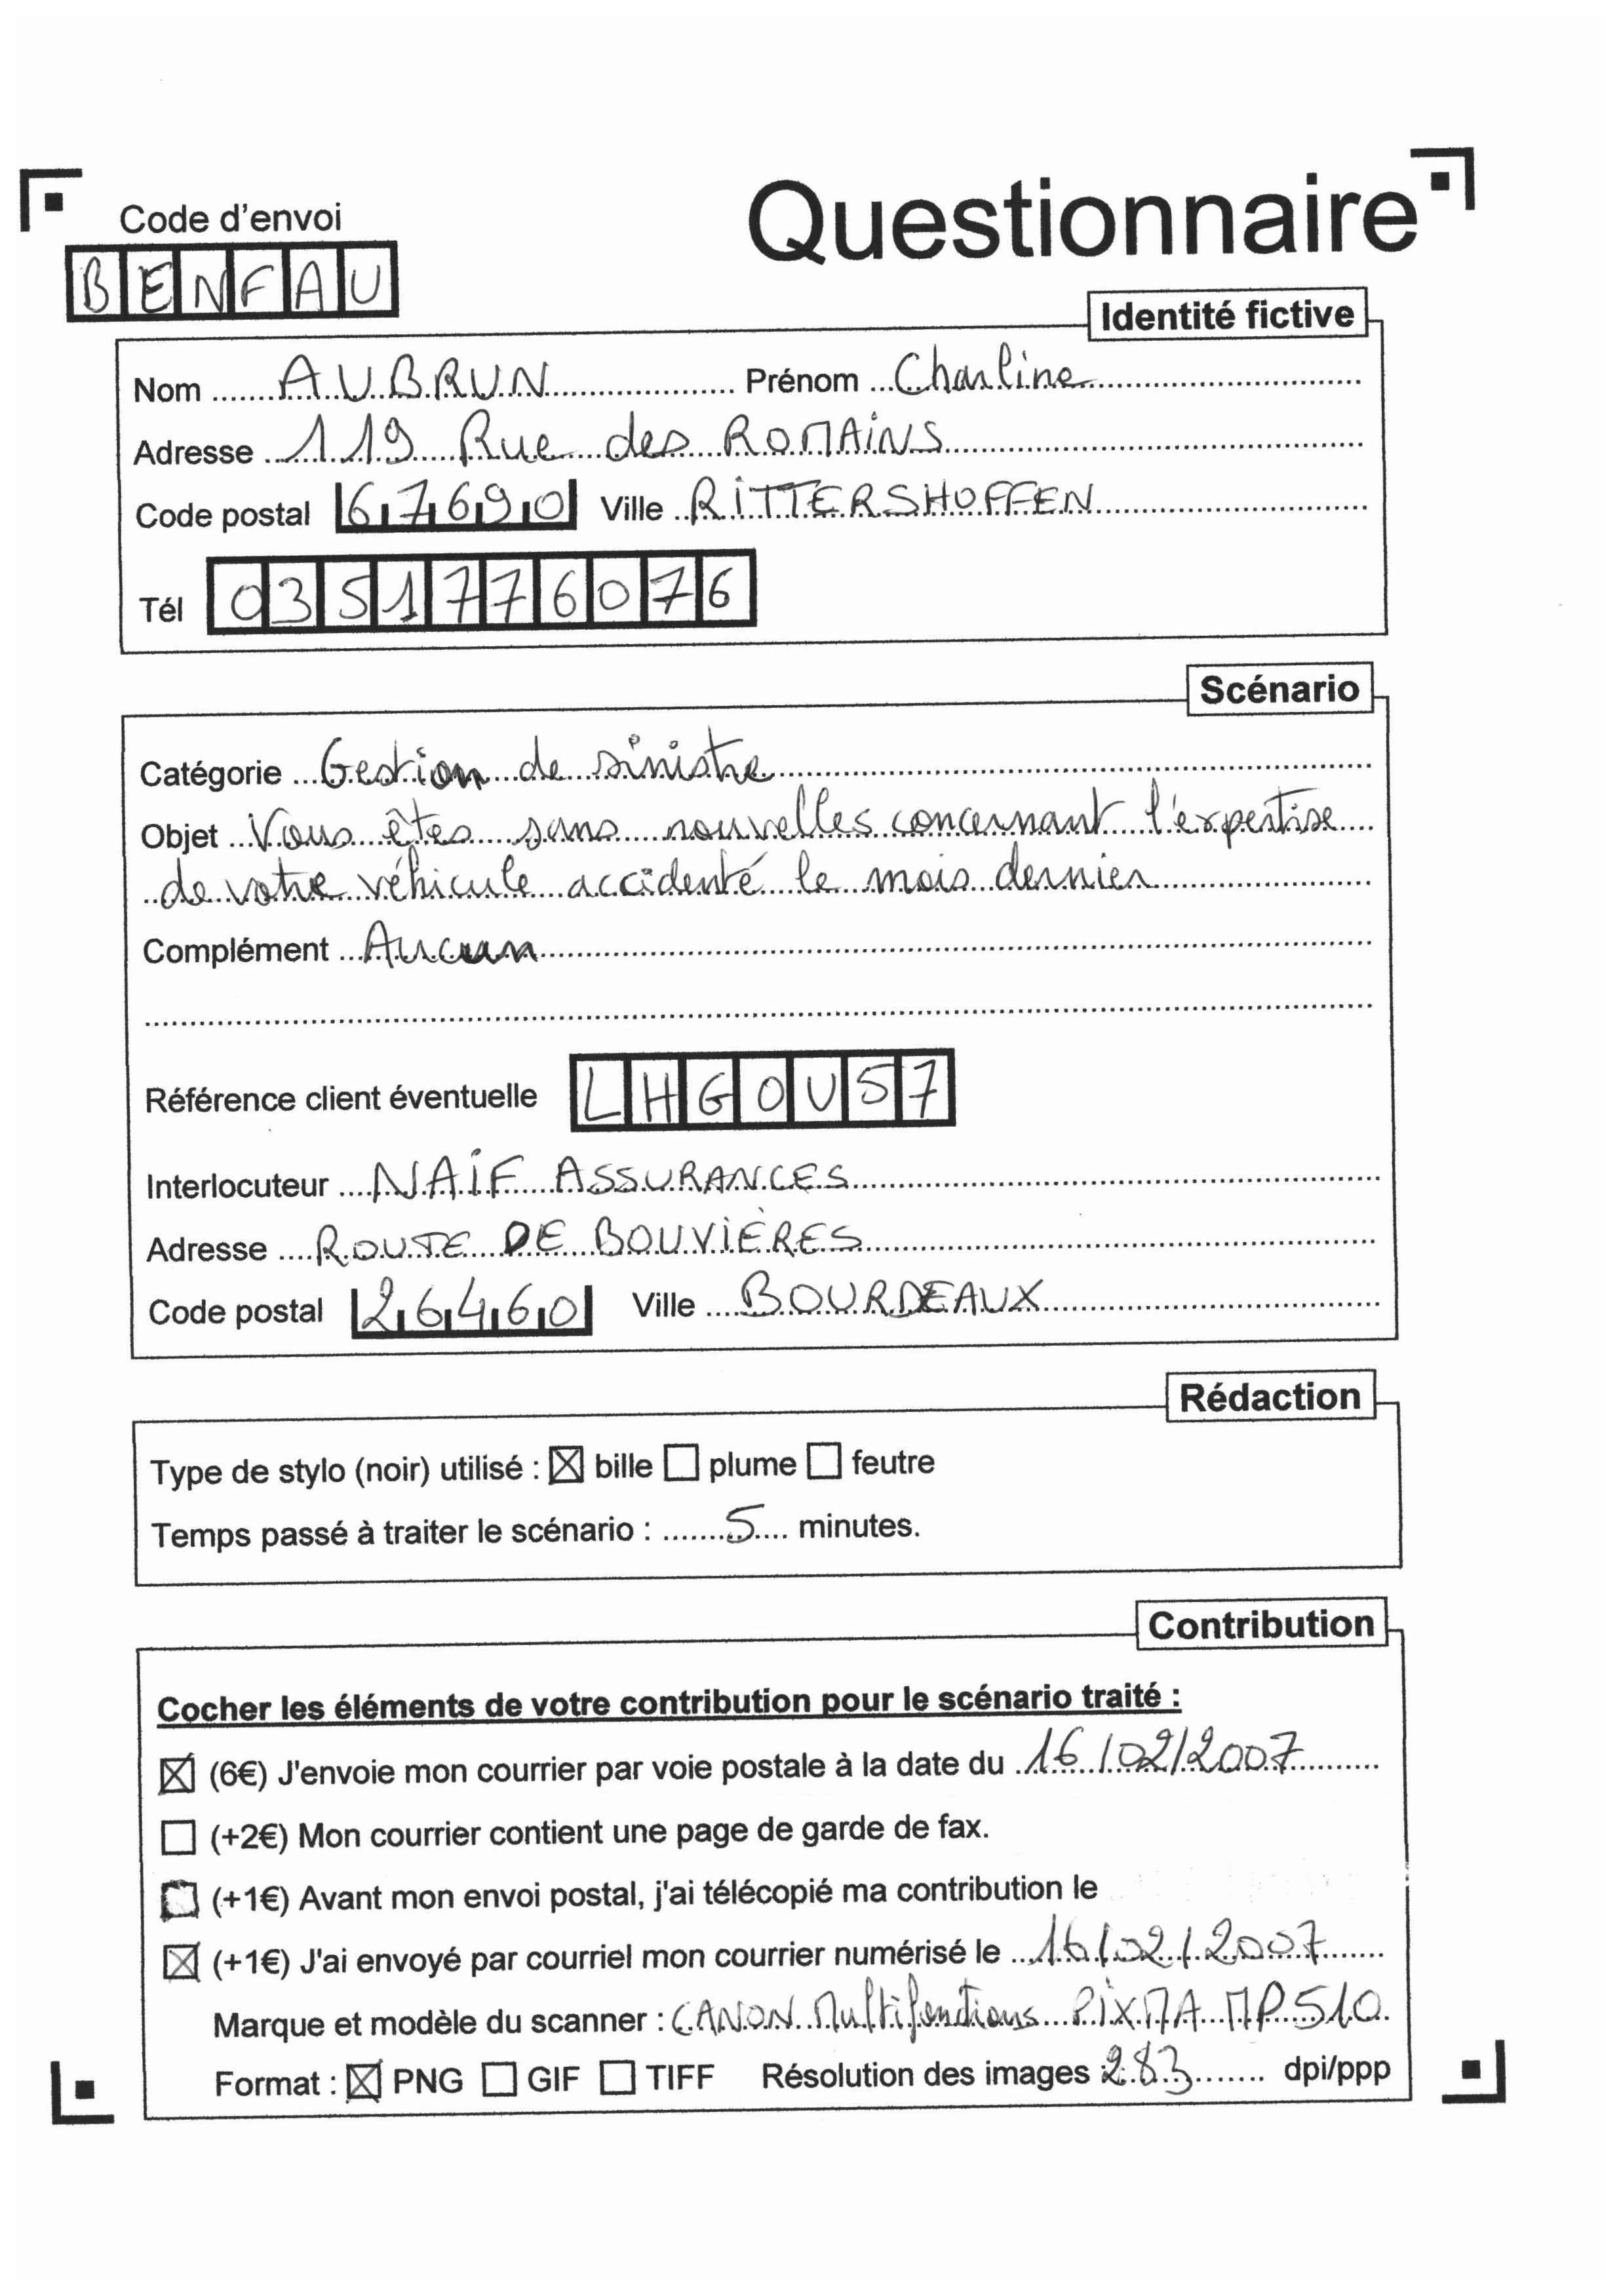 Questionnaire
Code d'envoi
BENFAU
Identité fictive
Nom AUBRUN Prénom Charline
Adresse 119 Rue des ROMAINS
Code postal 67690 Ville RITTERSHOFFEN
Tél 0351776076
Scénario
Catégorie Gestion de sinistre
Objet Vous êtes sans nouvelles concernant l'expertise
de votre véhicule accidenté le mois dernier
Complément Aucun
Référence client éventuelle LHGOU57
Interlocuteur NAIF ASSURANCES
Adresse ROUTE DE BOUVIÈRES
Code postal 26460 Ville BOURDEAUX
Rédaction
Type de stylo (noir) utilisé : ☒ bille ☐ plume ☐ feutre
Temps passé à traiter le scénario : 5 minutes.
Contribution
Cocher les éléments de votre contribution pour le scénario traité :
☒ (6€) J'envoie mon courrier par voie postale à la date du 16/02/2007
☐ (+2€) Mon courrier contient une page de garde de fax.
☐ (+1€) Avant mon envoi postal, j'ai télécopié ma contribution le
☒ (+1€) J'ai envoyé par courriel mon courrier numérisé le 16/02/2007
Marque et modèle du scanner : CANON Multifonctions PIXMA MP510
Format : ☒ PNG ☐ GIF ☐ TIFF Résolution des images : 283 dpi/ppp